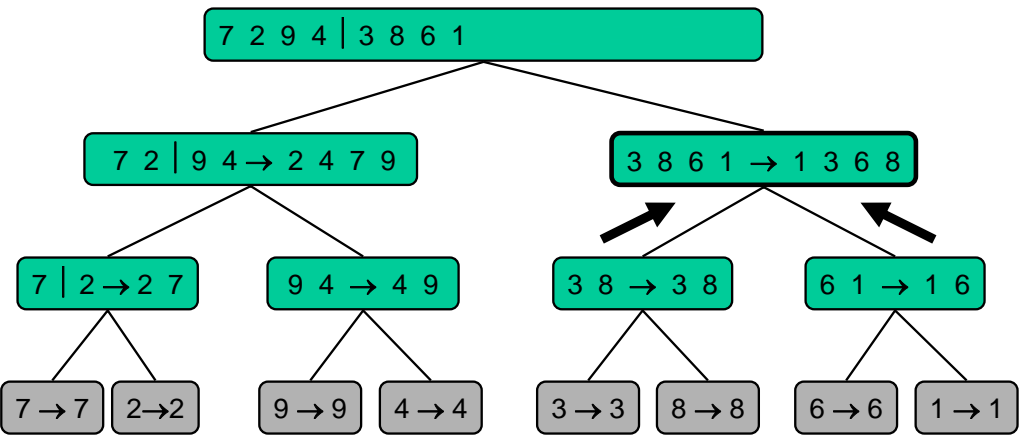 7 2 9 4 | 3 8 6 1
7 2 | 9 4 → 2 4 7 9
3 8 6 1 → 1 3 6 8
7 | 2 → 2 7
9 4 → 4 9
3 8 → 3 8
6 1 → 1 6
7 → 7
2→2
9 → 9
4 → 4
3 → 3
8 → 8
6 → 6
1 → 1